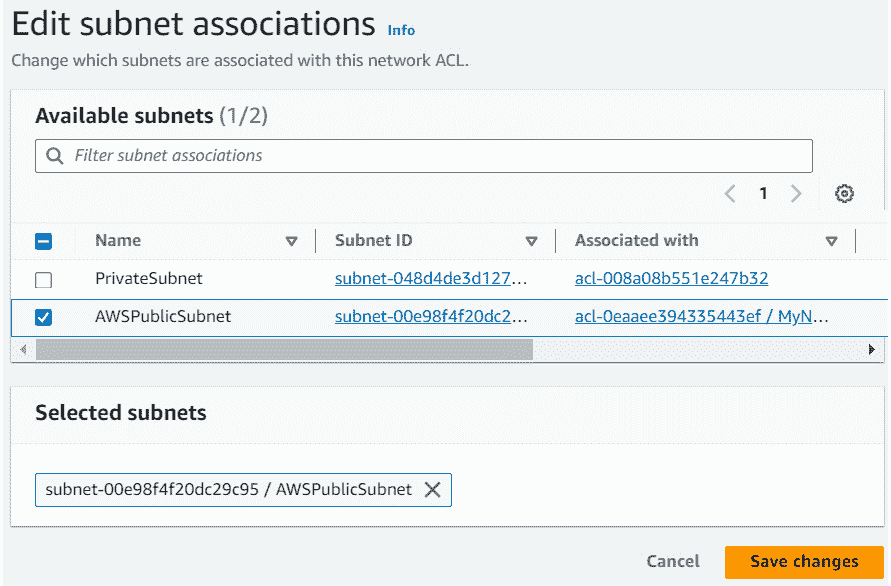 Edit subnet associations Info
Change which subnets are associated with this network ACL.
Available subnets (1/2)
Filter subnet associations
1
Name Subnet ID Associated with
PrivateSubnet subnet-048d4de3d127... acl-008a08b551e247b32
AWSPublicSubnet subnet-00e98f4f20dc2... acl-0eaaee394335443ef / MyN...
Selected subnets
subnet-00e98f4f20dc29c95 / AWSPublicSubnet
Cancel Save changes